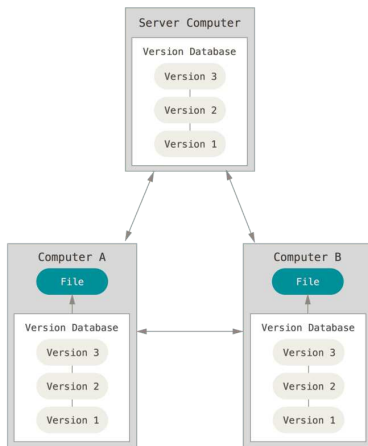 Server Computer
Version Database
Version 3
Version 2
Version 1
Computer A
File
Version Database
Version 3
Version 2
Version 1
Computer B
File
Version Database
Version 3
Version 2
Version 1